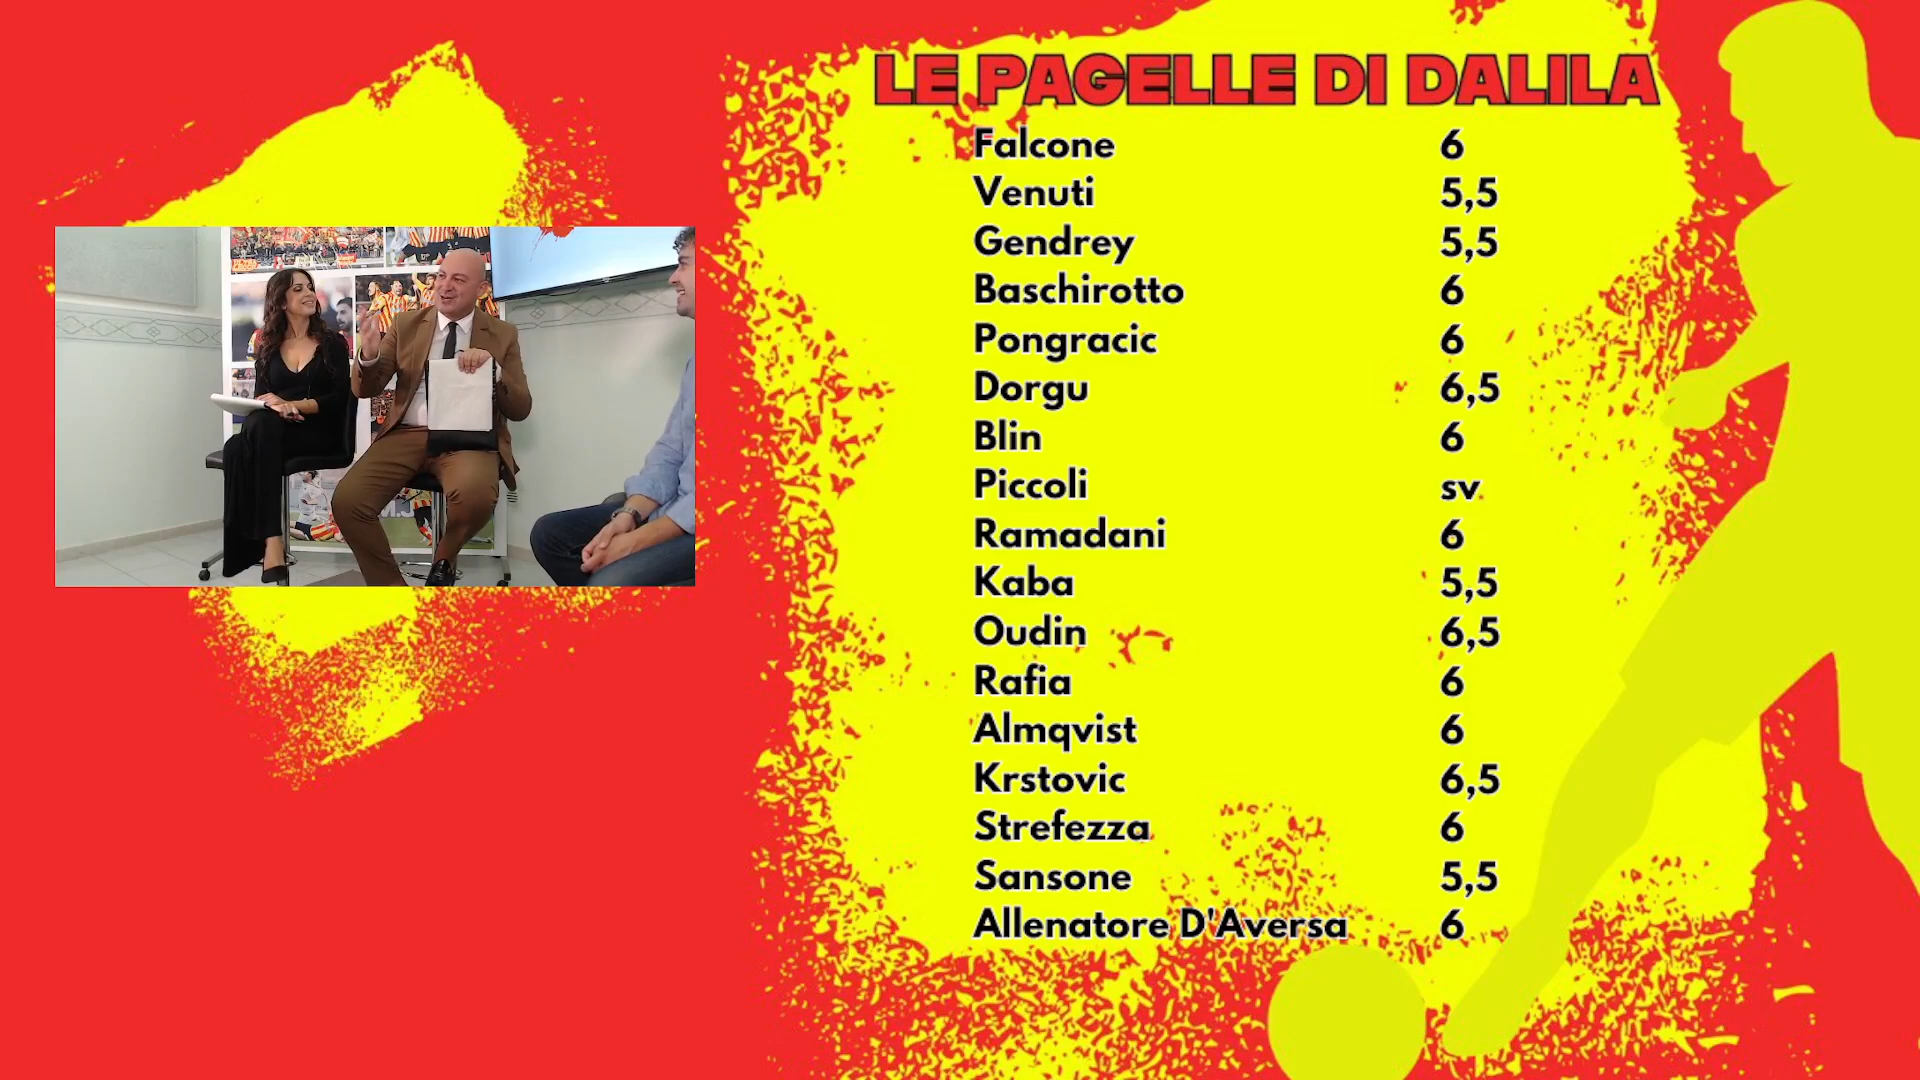 LE PAGELLE DI DALILA
Falcone 6
Venuti 5,5
Gendrey 5,5
Baschirotto 6
Pongracic 6
Dorgu 6,5
Blin 6
Piccoli sv
Ramadani 6
Kaba 5,5
Oudin 6,5
Rafia 6
Almqvist 6
Krstovic 6,5
Strefezza 6
Sansone 5,5
Allenatore D'Aversa 6